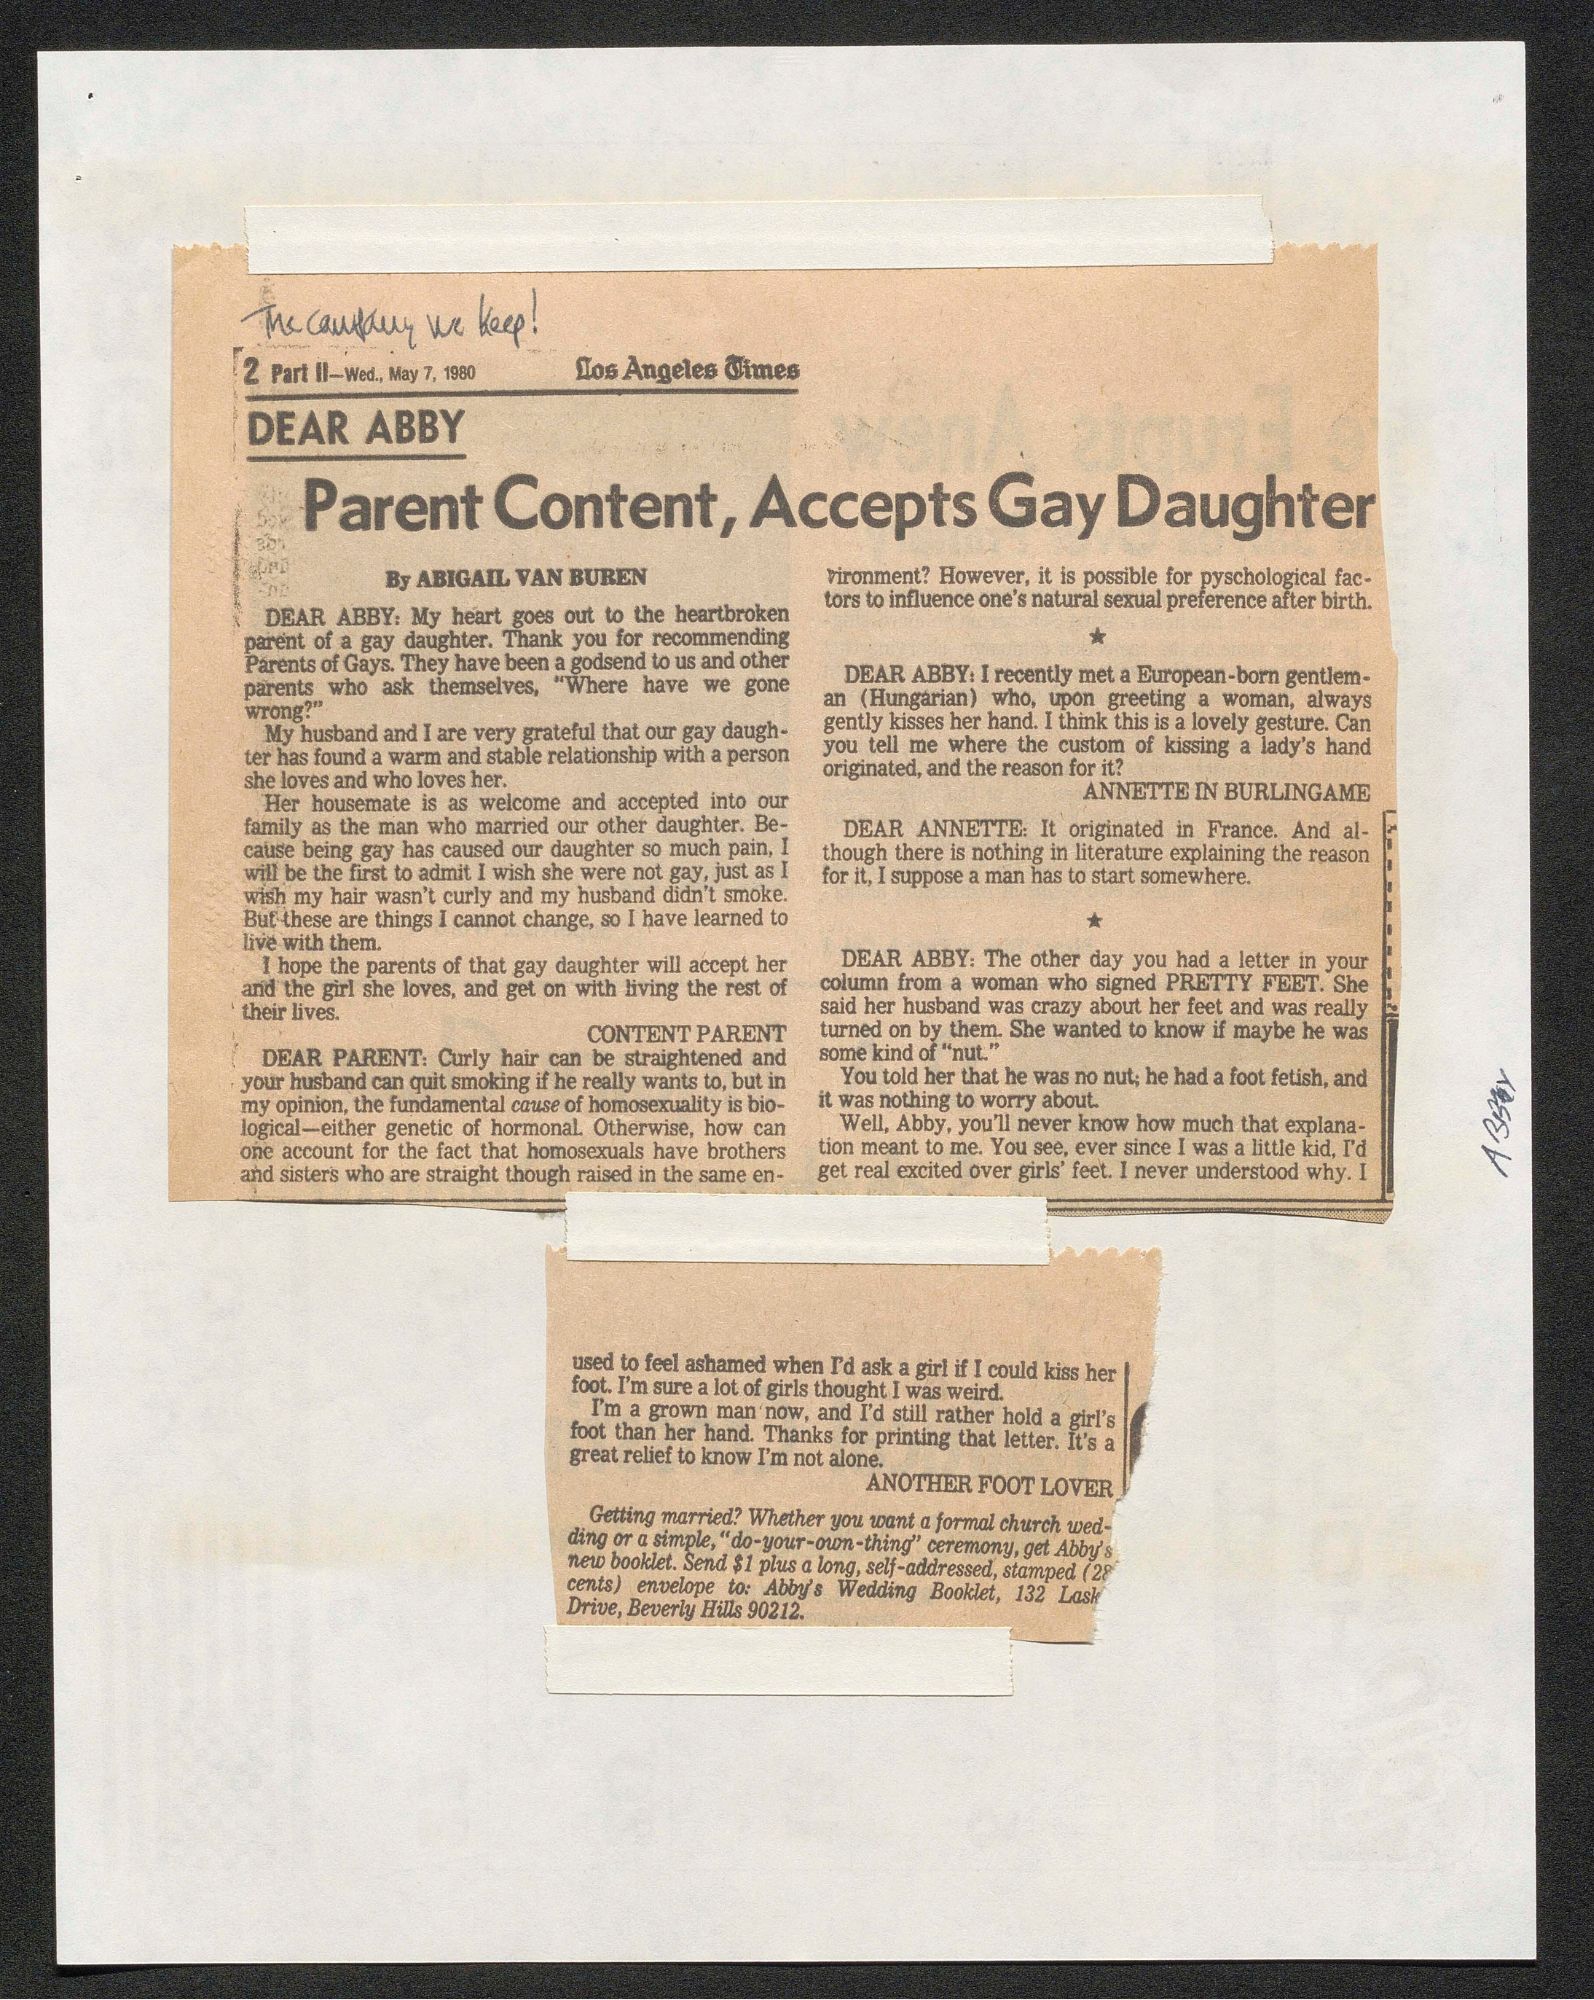 The company we keep!
2 Part II—Wed., May 7, 1980 Los Angeles Times
DEAR ABBY
Parent Content, Accepts Gay Daughter
By ABIGAIL VAN BUREN
DEAR ABBY: My heart goes out to the heartbroken
parent of a gay daughter. Thank you for recommending
Parents of Gays. They have been a godsend to us and other
parents who ask themselves, "Where have we gone
wrong?"
My husband and I are very grateful that our gay daugh-
ter has found a warm and stable relationship with a person
she loves and who loves her.
Her housemate is as welcome and accepted into our
family as the man who married our other daughter. Be-
cause being gay has caused our daughter so much pain, I
will be the first to admit I wish she were not gay, just as I
wish my hair wasn't curly and my husband didn't smoke.
But these are things I cannot change, so I have learned to
live with them.
I hope the parents of that gay daughter will accept her
and the girl she loves, and get on with living the rest of
their lives.
CONTENT PARENT
DEAR PARENT: Curly hair can be straightened and
your husband can quit smoking if he really wants to, but in
my opinion, the fundamental cause of homosexuality is bio-
logical—either genetic of hormonal. Otherwise, how can
one account for the fact that homosexuals have brothers
and sisters who are straight though raised in the same en-
vironment? However, it is possible for pyschological fac-
tors to influence one's natural sexual preference after birth.
★
DEAR ABBY: I recently met a European-born gentlem-
an (Hungarian) who, upon greeting a woman, always
gently kisses her hand. I think this is a lovely gesture. Can
you tell me where the custom of kissing a lady's hand
originated, and the reason for it?
ANNETTE IN BURLINGAME
DEAR ANNETTE: It originated in France. And al-
though there is nothing in literature explaining the reason
for it, I suppose a man has to start somewhere.
★
DEAR ABBY: The other day you had a letter in your
column from a woman who signed PRETTY FEET. She
said her husband was crazy about her feet and was really
turned on by them. She wanted to know if maybe he was
some kind of "nut."
You told her that he was no nut; he had a foot fetish, and
it was nothing to worry about.
Well, Abby, you'll never know how much that explana-
tion meant to me. You see, ever since I was a little kid, I'd
get real excited over girls' feet. I never understood why. I
used to feel ashamed when I'd ask a girl if I could kiss her
foot. I'm sure a lot of girls thought I was weird.
I'm a grown man now, and I'd still rather hold a girl's
foot than her hand. Thanks for printing that letter. It's a
great relief to know I'm not alone.
ANOTHER FOOT LOVER
Getting married? Whether you want a formal church wed-
ding or a simple, "do-your-own-thing" ceremony, get Abby's
new booklet. Send $1 plus a long, self-addressed, stamped (28
cents) envelope to: Abby's Wedding Booklet, 132 Lask
Drive, Beverly Hills 90212.
ABBY